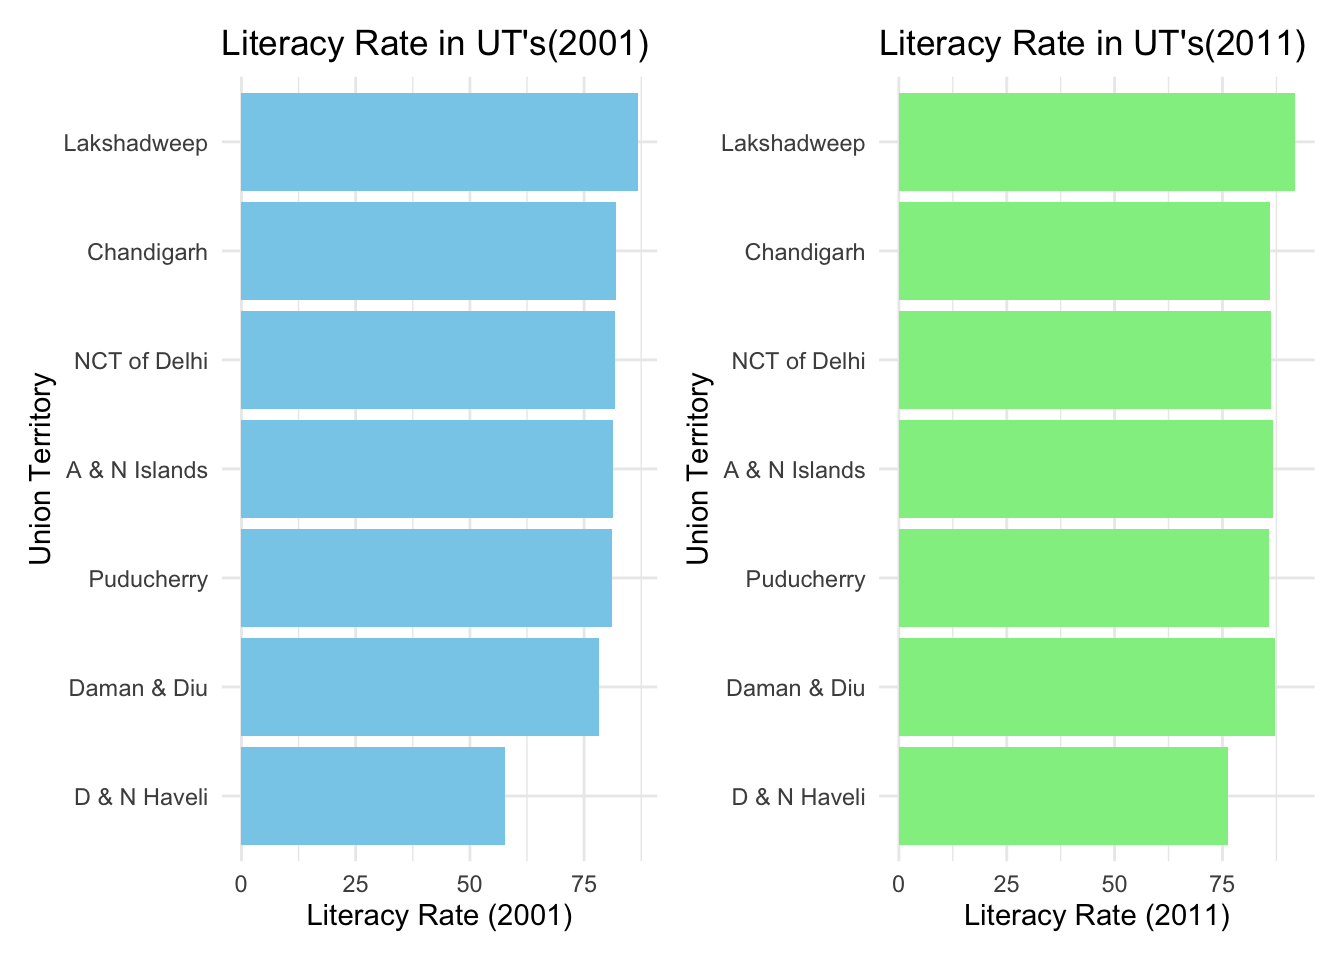 Literacy Rate in UT's(2001)
Lakshadweep
Chandigarh
NCT of Delhi
A & N Islands
Puducherry
Daman & Diu
D & N Haveli
Union Territory
0 25 50 75
Literacy Rate (2001)
Literacy Rate in UT's(2011)
Lakshadweep
Chandigarh
NCT of Delhi
A & N Islands
Puducherry
Daman & Diu
D & N Haveli
Union Territory
0 25 50 75
Literacy Rate (2011)